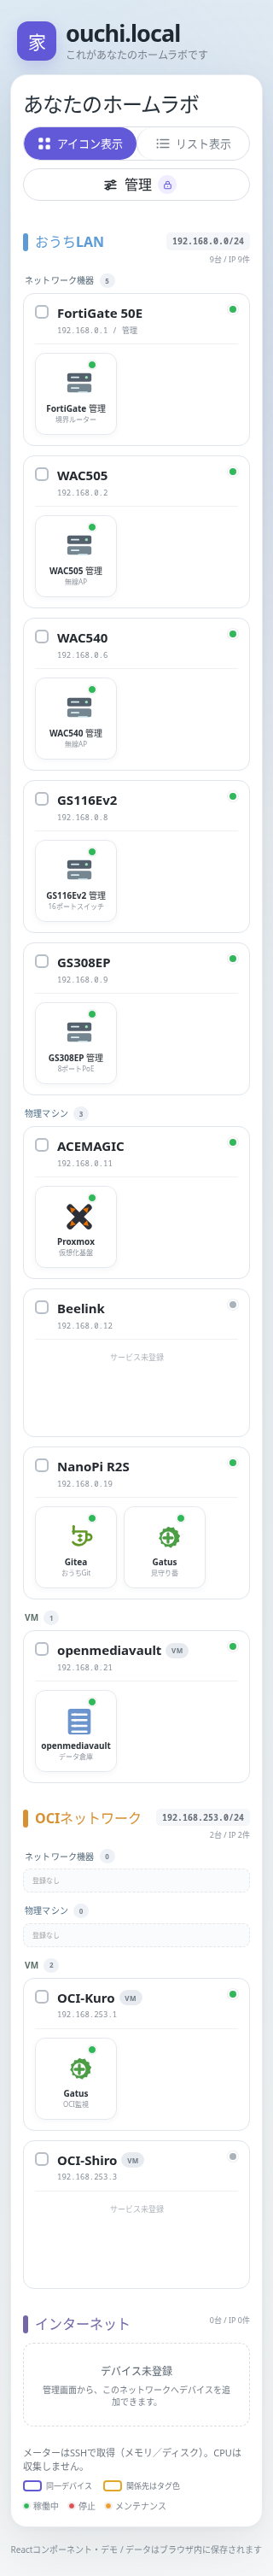 家
ouchi.local
これがあなたのホームラボです
あなたのホームラボ
アイコン表示
リスト表示
管理
おうちLAN
192.168.0.0/24
9台 / IP 9件
ネットワーク機器 5
FortiGate 50E
192.168.0.1 / 管理
FortiGate 管理
境界ルーター
WAC505
192.168.0.2
WAC505 管理
無線AP
WAC540
192.168.0.6
WAC540 管理
無線AP
GS116Ev2
192.168.0.8
GS116Ev2 管理
16ポートスイッチ
GS308EP
192.168.0.9
GS308EP 管理
8ポートPoE
物理マシン 3
ACEMAGIC
192.168.0.11
Proxmox
仮想化基盤
Beelink
192.168.0.12
サービス未登録
NanoPi R2S
192.168.0.19
Gitea
おうちGit
Gatus
見守り番
VM 1
openmediavault VM
192.168.0.21
openmediavault
データ倉庫
OCIネットワーク
192.168.253.0/24
2台 / IP 2件
ネットワーク機器 0
登録なし
物理マシン 0
登録なし
VM 2
OCI-Kuro VM
192.168.253.1
Gatus
OCI監視
OCI-Shiro VM
192.168.253.3
サービス未登録
インターネット
0台 / IP 0件
デバイス未登録
管理画面から、このネットワークへデバイスを追
加できます。
メーターはSSHで取得（メモリ／ディスク）。CPUは
収集しません。
同一デバイス
関係先はタグ色
稼働中
停止
メンテナンス
Reactコンポーネント・デモ / データはブラウザ内に保存されます